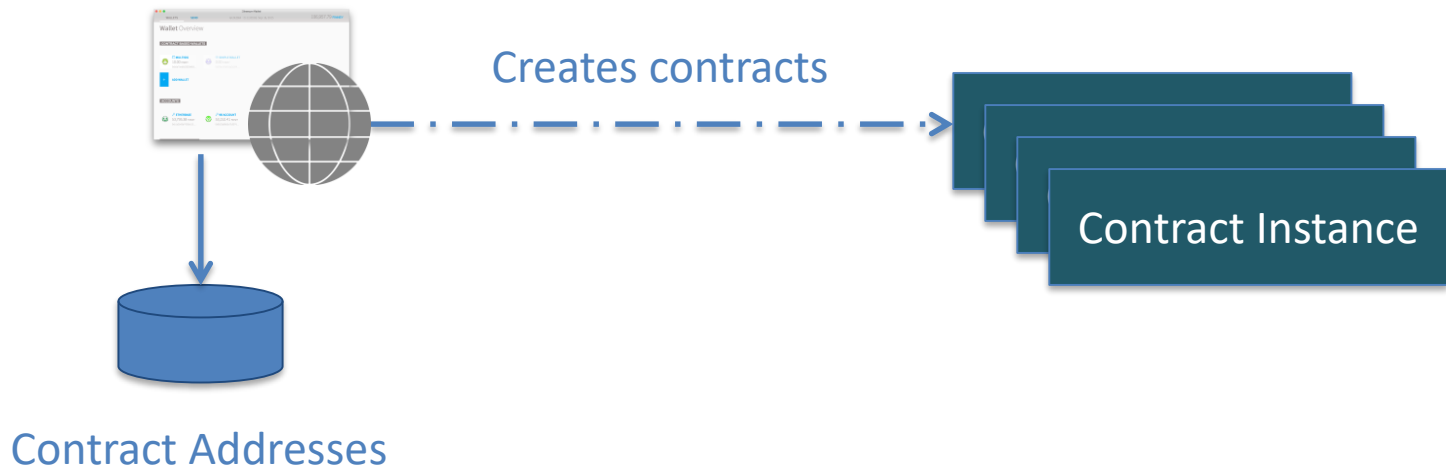 Wallet Overview
Creates contracts
Contract Instance
Contract Addresses